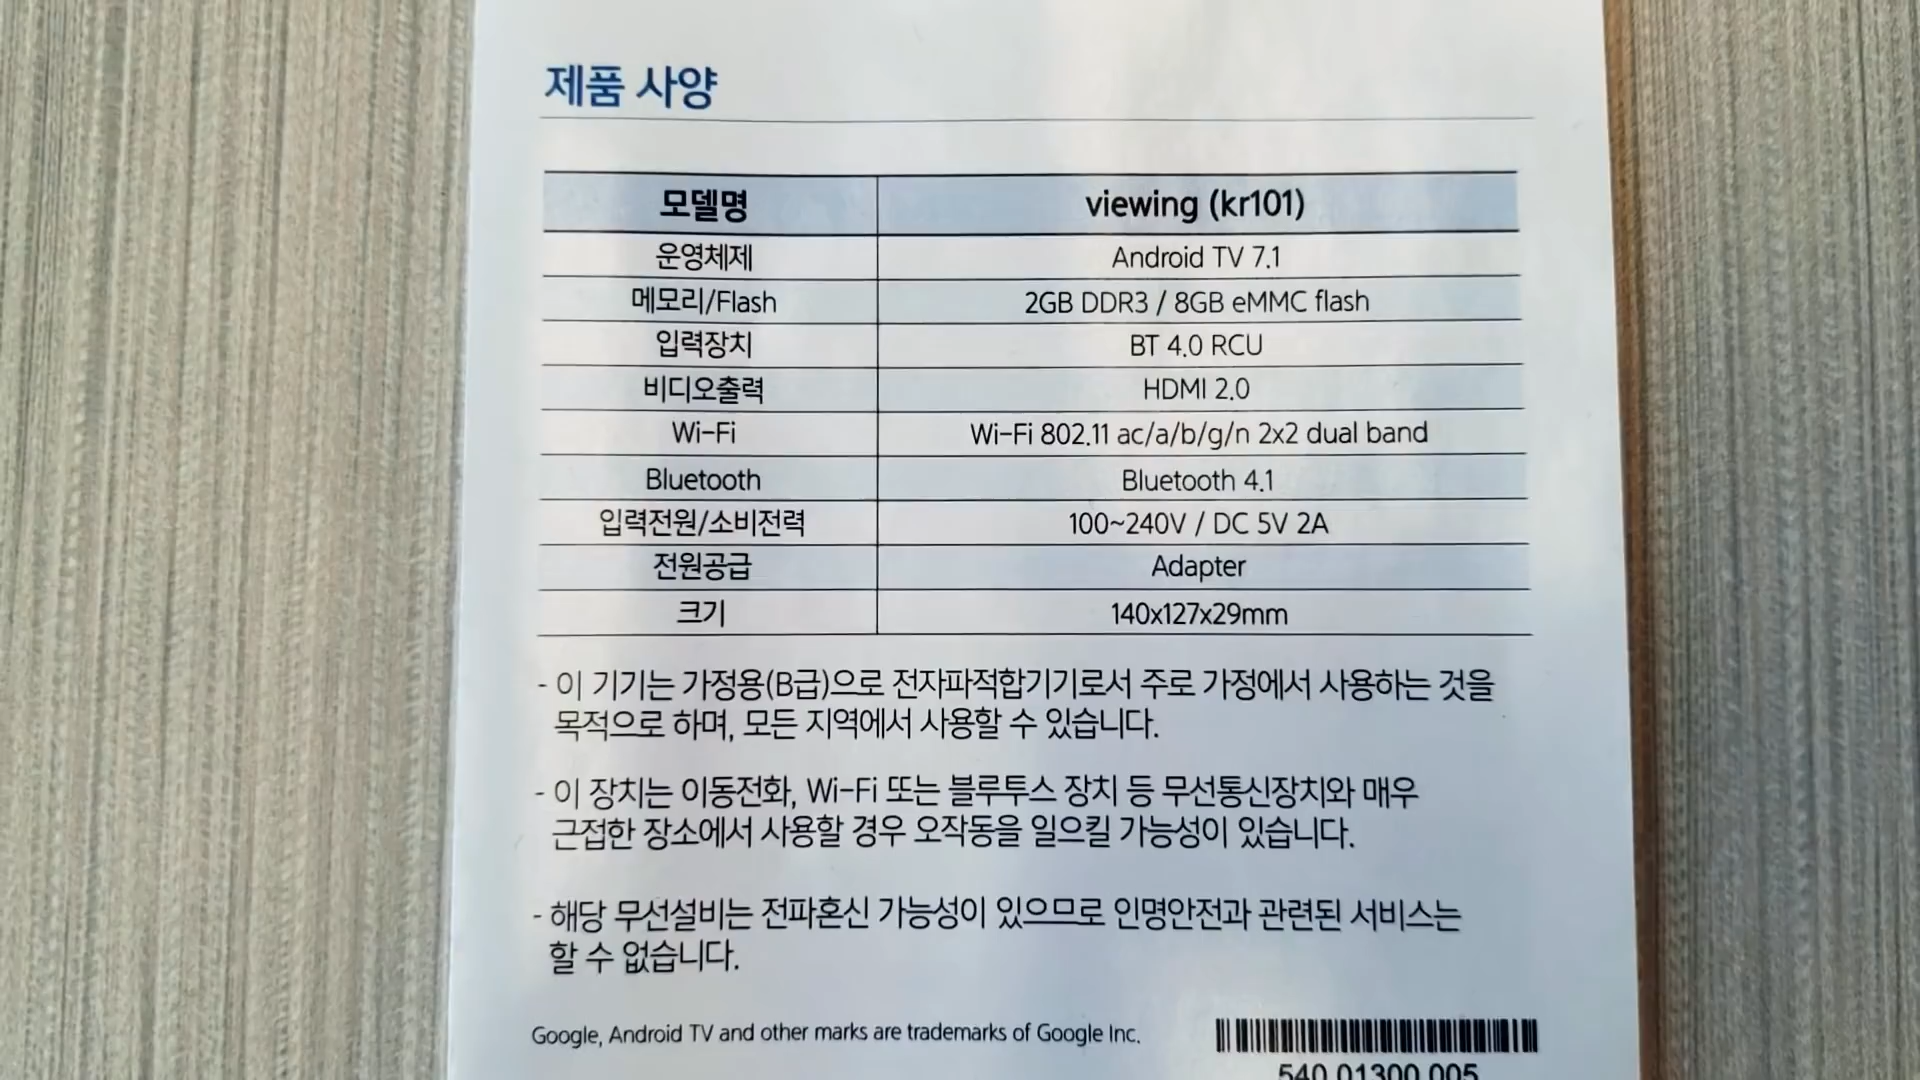 제품 사양
모델명 viewing (kr101)
운영체제 Android TV 7.1
메모리/Flash 2GB DDR3 / 8GB eMMC flash
입력장치 BT 4.0 RCU
비디오출력 HDMI 2.0
Wi-Fi Wi-Fi 802.11 ac/a/b/g/n 2x2 dual band
Bluetooth Bluetooth 4.1
입력전원/소비전력 100~240V / DC 5V 2A
전원공급 Adapter
크기 140x127x29mm
- 이 기기는 가정용(B급)으로 전자파적합기기로서 주로 가정에서 사용하는 것을
목적으로 하며, 모든 지역에서 사용할 수 있습니다.
- 이 장치는 이동전화, Wi-Fi 또는 블루투스 장치 등 무선통신장치와 매우
근접한 장소에서 사용할 경우 오작동을 일으킬 가능성이 있습니다.
- 해당 무선설비는 전파혼신 가능성이 있으므로 인명안전과 관련된 서비스는
할 수 없습니다.
Google, Android TV and other marks are trademarks of Google Inc.
540.01300.005